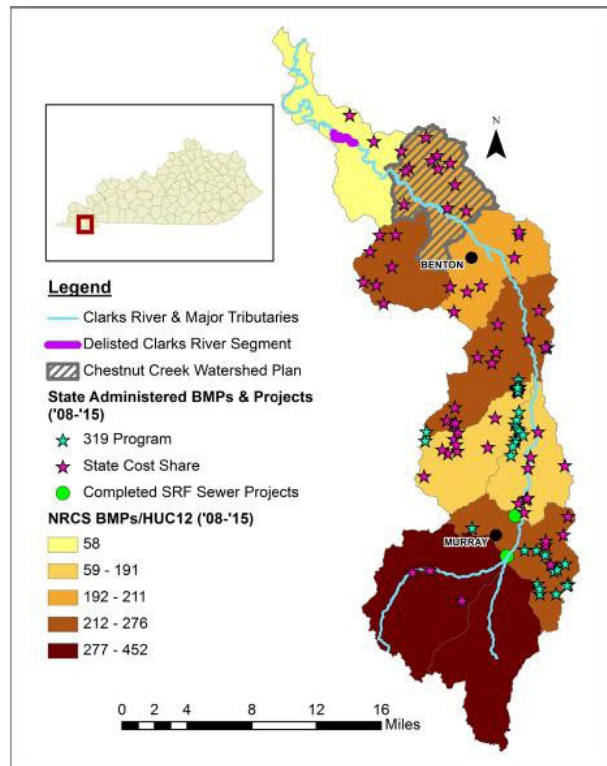 N
BENTON
MURRAY
Legend
Clarks River & Major Tributaries
Delisted Clarks River Segment
Chestnut Creek Watershed Plan
State Administered BMPs & Projects
('08-'15)
319 Program
State Cost Share
Completed SRF Sewer Projects
NRCS BMPs/HUC12 ('08-'15)
58
59 - 191
192 - 211
212 - 276
277 - 452
0 2 4 8 12 16
Miles